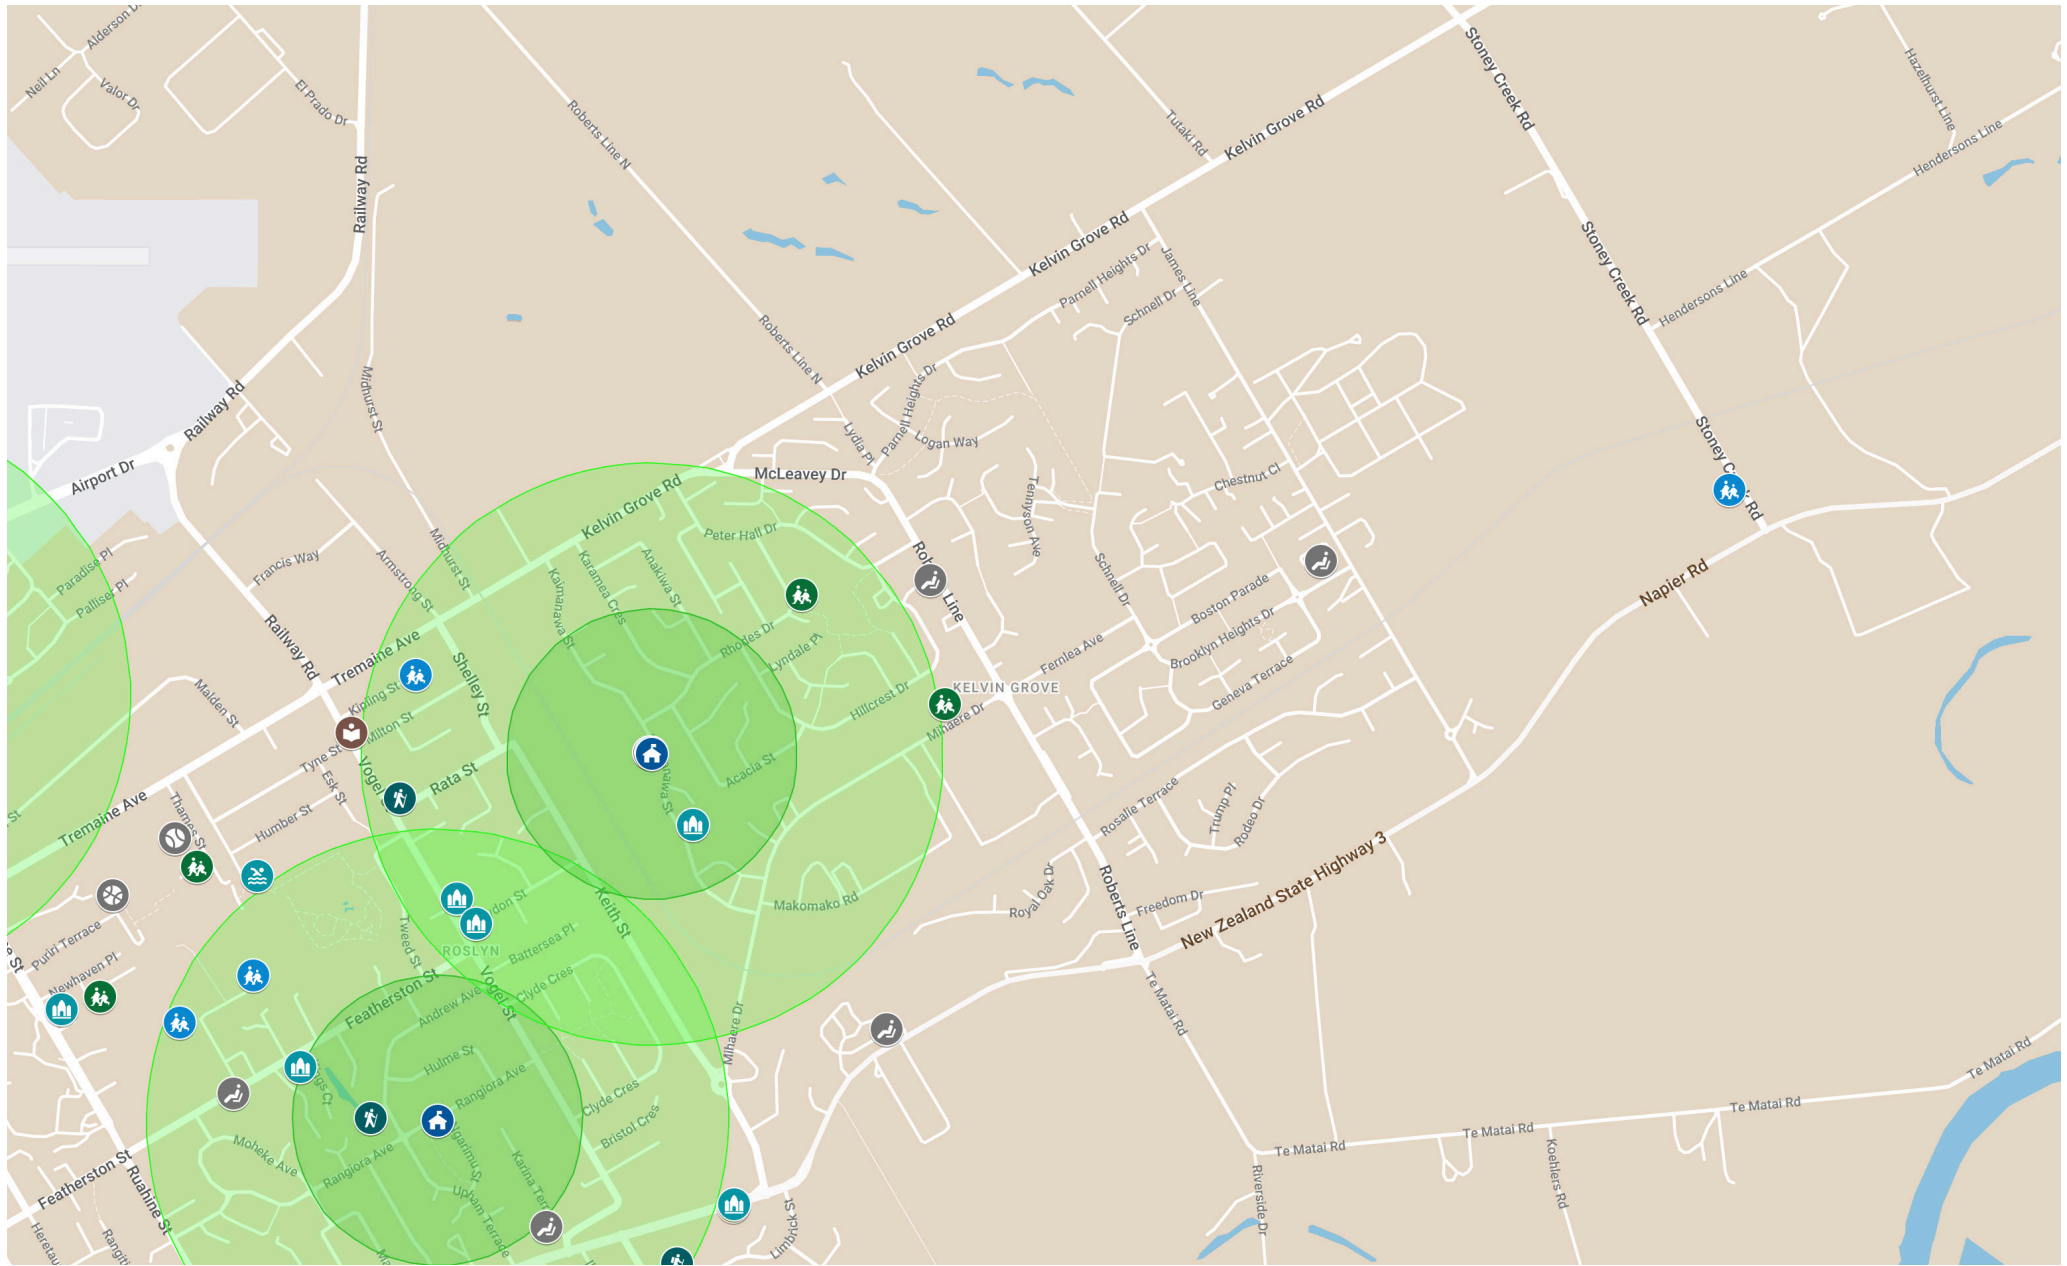 Alderson Dr
Neil Ln
Valor Dr
El Prado Dr
Railway Rd
Roberts Line N
Tutaki Rd
Kelvin Grove Rd
Stoney Creek Rd
Hazelhurst Line
Hendersons Line
Kelvin Grove Rd
Parnell Heights Dr
James Line
Schnell Dr
Stoney Creek Rd
Hendersons Line
Roberts Line N
Kelvin Grove Rd
Midhurst St
Railway Rd
Parnell Heights Dr
Lydia Pl
Logan Way
Airport Dr
McLeavey Dr
Chestnut Cl
Kelvin Grove Rd
Tennyson Ave
Peter Hall Dr
Midhurst St
Paradise Pl
Palliser Pl
Francis Way
Armstrong St
Kaimanawa St
Karamea Cres
Anakiwa St
Line
Schnell Dr
Boston Parade
Napier Rd
Railway Rd
Tremaine Ave
Rhodes Dr
Lyndale Pl
Fernlea Ave
Brooklyn Heights Dr
Shelley St
Kipling St
Malden St
Milton St
Hillcrest Dr
KELVIN GROVE
Mihaere Dr
Geneva Terrace
Tyne St
Esk St
Rata St
Acacia St
Rosalie Terrace
Trump Pl
Rodeo Dr
Tremaine Ave
Thames St
Humber St
St
Makomako Rd
Royal Oak Dr
Roberts Line
Freedom Dr
New Zealand State Highway 3
Keith St
Tweed St
ROSLYN
Battersea Pl
Puriri Terrace
Newhaven Pl
Featherston St
Vogel St
Clyde Cres
Andrew Ave
Te Matai Rd
Mihaere Dr
Hulme St
Rangiora Ave
Clyde Cres
Bristol Cres
Te Matai Rd
Te Matai Rd
Te Matai Rd
Te Matai Rd
Moheke Ave
Rangiora Ave
Ngarimu St
Featherston St
Ruahine St
Upham Terrace
Limbrick St
Riverside Dr
Koehlers Rd